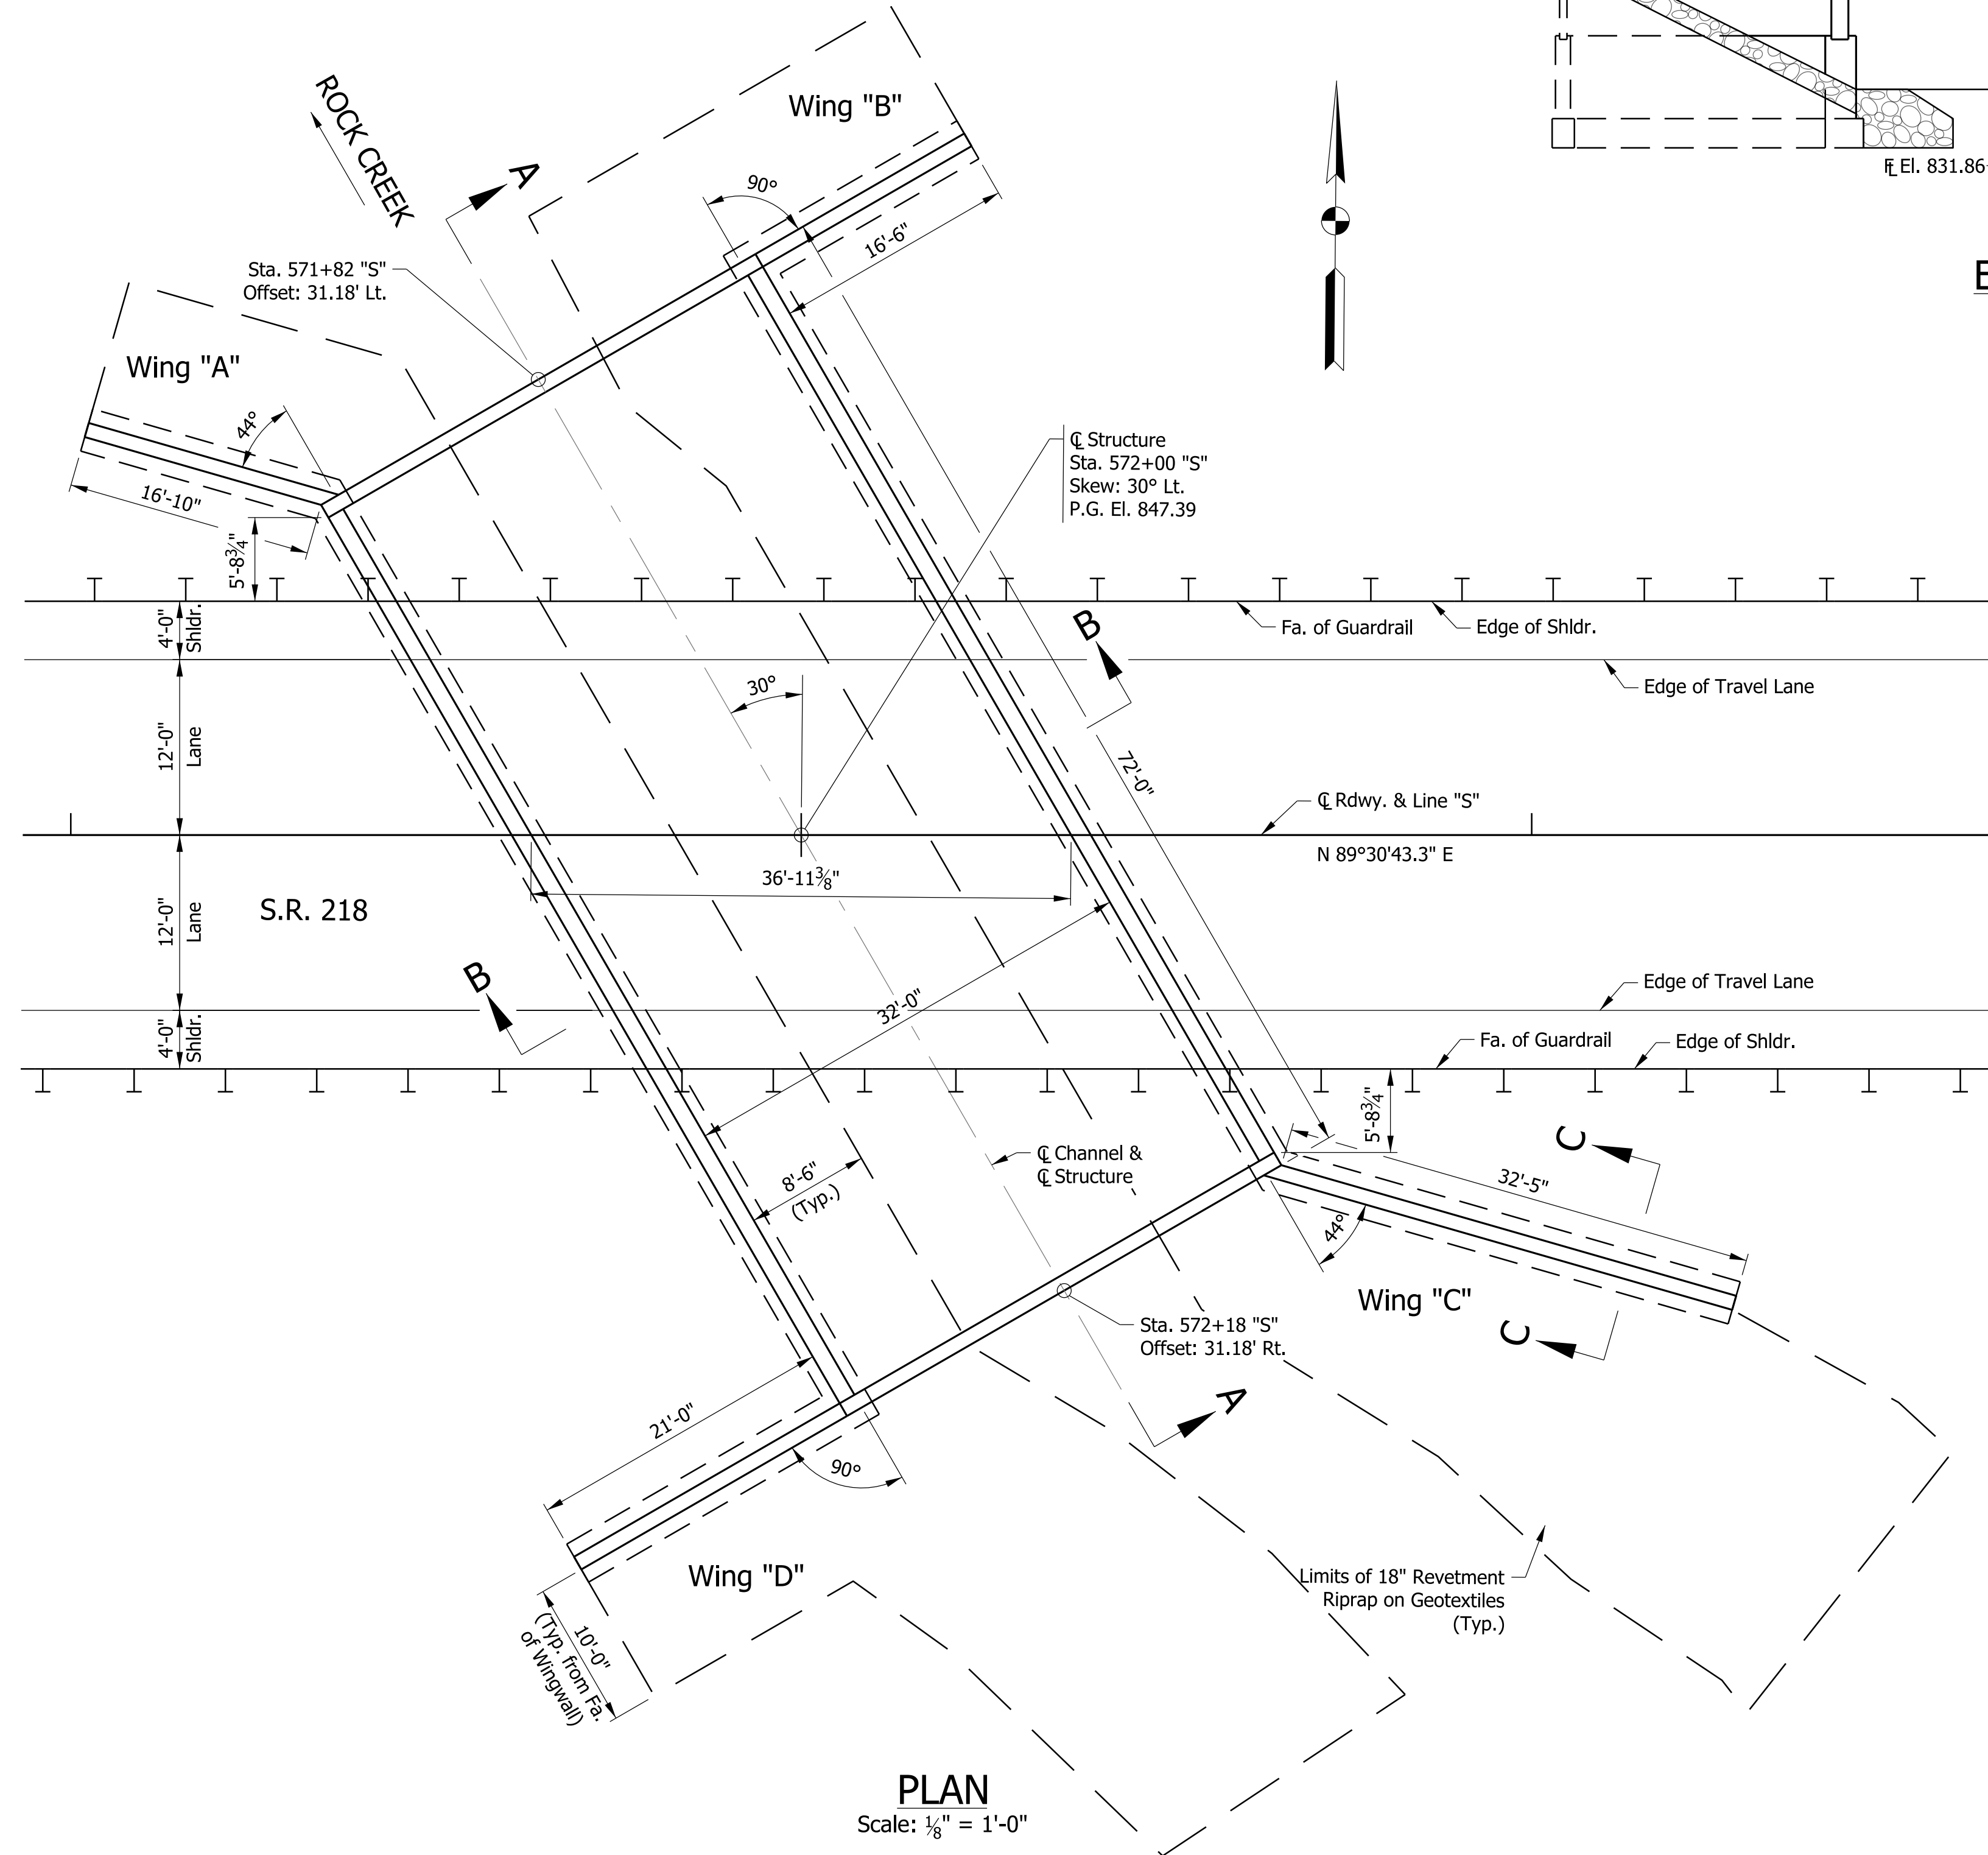 ROCK CREEK
Wing "B"
A
90°
16'-6"
℄ El. 831.86
E
Sta. 571+82 "S"
Offset: 31.18' Lt.
Wing "A"
44°
16'-10"
5'-8¾"
℄ Structure
Sta. 572+00 "S"
Skew: 30° Lt.
P.G. El. 847.39
4'-0"
Shldr.
Fa. of Guardrail
Edge of Shldr.
B
30°
Edge of Travel Lane
12'-0"
Lane
72'-0"
℄ Rdwy. & Line "S"
N 89°30'43.3" E
36'-11⅜"
S.R. 218
12'-0"
Lane
B
32'-0"
Edge of Travel Lane
4'-0"
Shldr.
Fa. of Guardrail
Edge of Shldr.
5'-8¾"
C
℄ Channel &
℄ Structure
8'-6"
(Typ.)
32'-5"
44°
Wing "C"
C
Sta. 572+18 "S"
Offset: 31.18' Rt.
A
21'-0"
90°
Wing "D"
10'-0"
(Typ. from Fa.
of Wingwall)
Limits of 18" Revetment
Riprap on Geotextiles
(Typ.)
PLAN
Scale: ⅛" = 1'-0"